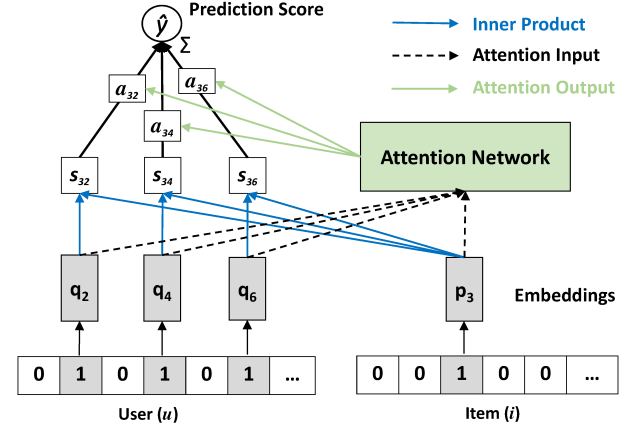 Prediction Score
ŷ
Σ
Inner Product
Attention Input
Attention Output
a32
a36
a34
Attention Network
s32
s34
s36
q2
q4
q6
p3
Embeddings
0 1 0 1 0 1 ...
0 0 1 0 0 ...
User (u)
Item (i)